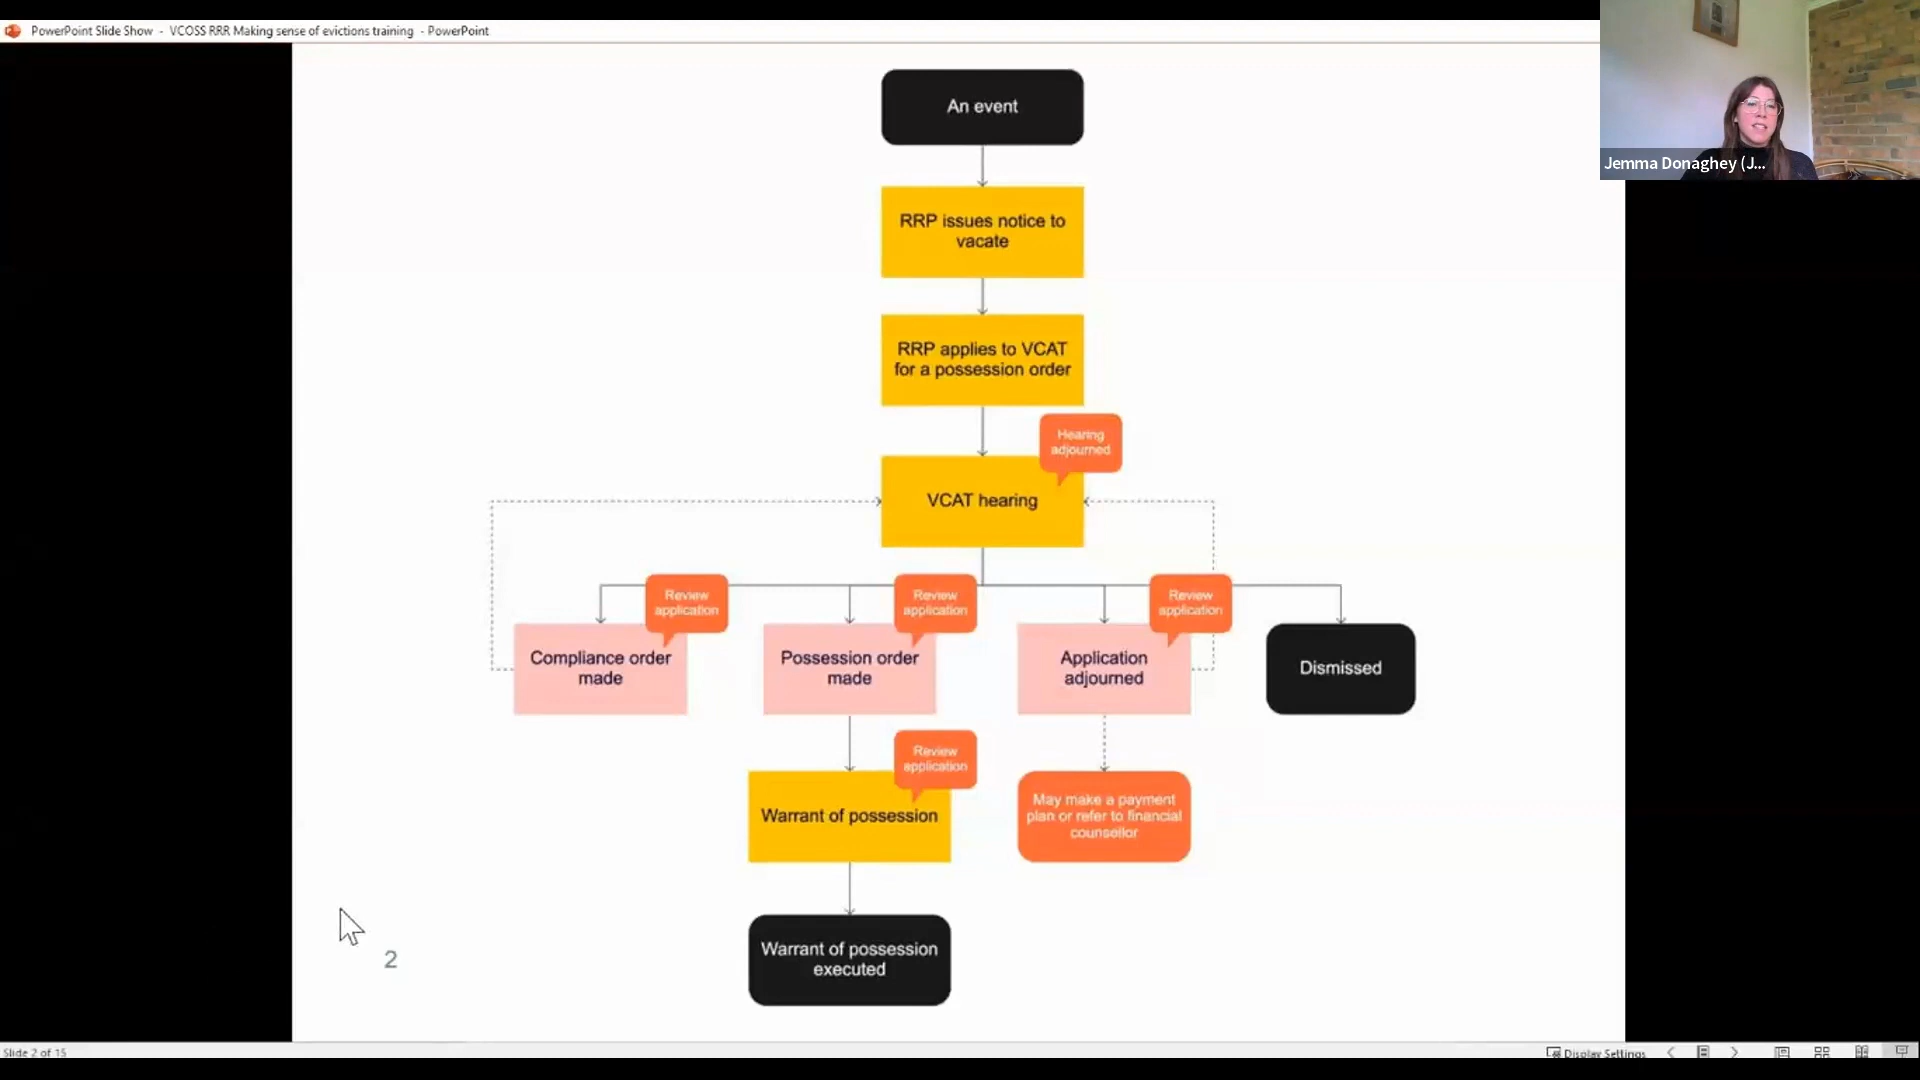 PowerPoint Slide Show - VCOSS RRR Making sense of evictions training - PowerPoint
Jemma Donaghey (J...
An event
RRP issues notice to
vacate
RRP applies to VCAT
for a possession order
Hearing
adjourned
VCAT hearing
Review
application
Review
application
Review
application
Compliance order
made
Possession order
made
Application
adjourned
Dismissed
Review
application
Warrant of possession
May make a payment
plan or refer to financial
counsellor
Warrant of possession
executed
2
Slide 2 of 15
Display Settings